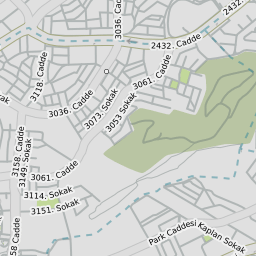 3036. Cadde
2432. Cadde
2432.
3118. Cadde
3061. Cadde
3036. Cadde
3073. Sokak
3053 Sokak
3158. Cadde
3149. Sokak
3061. Cadde
3114. Sokak
3151. Sokak
3158 Cadde
Park Caddesi
Kaplan Sokak